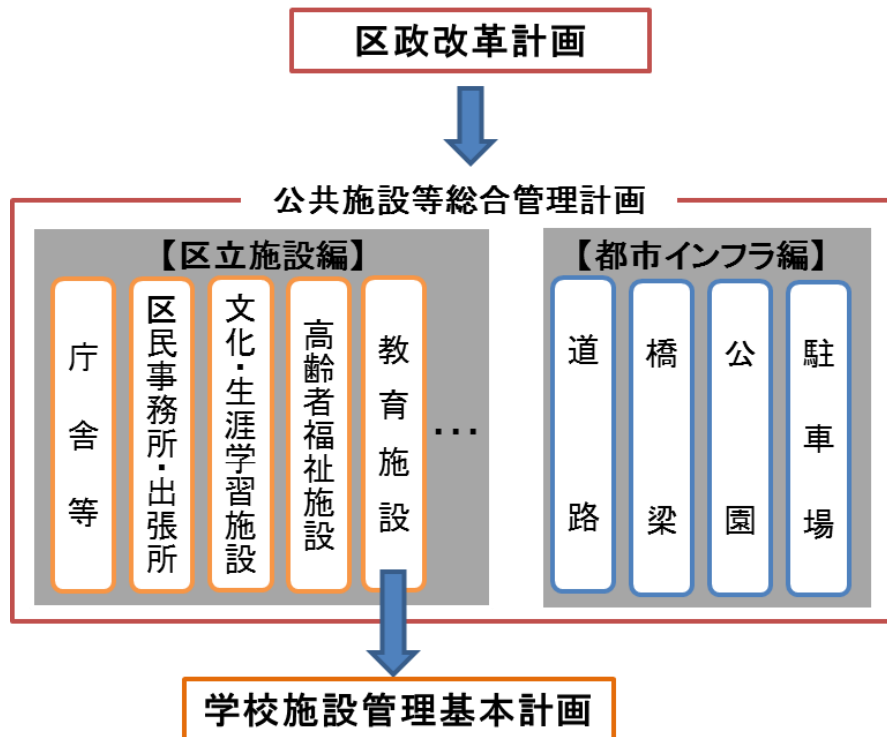 区政改革計画
公共施設等総合管理計画
【区立施設編】
庁舎等
区民事務所・出張所
文化・生涯学習施設
高齢者福祉施設
教育施設
・・・
【都市インフラ編】
道路
橋梁
公園
駐車場
学校施設管理基本計画